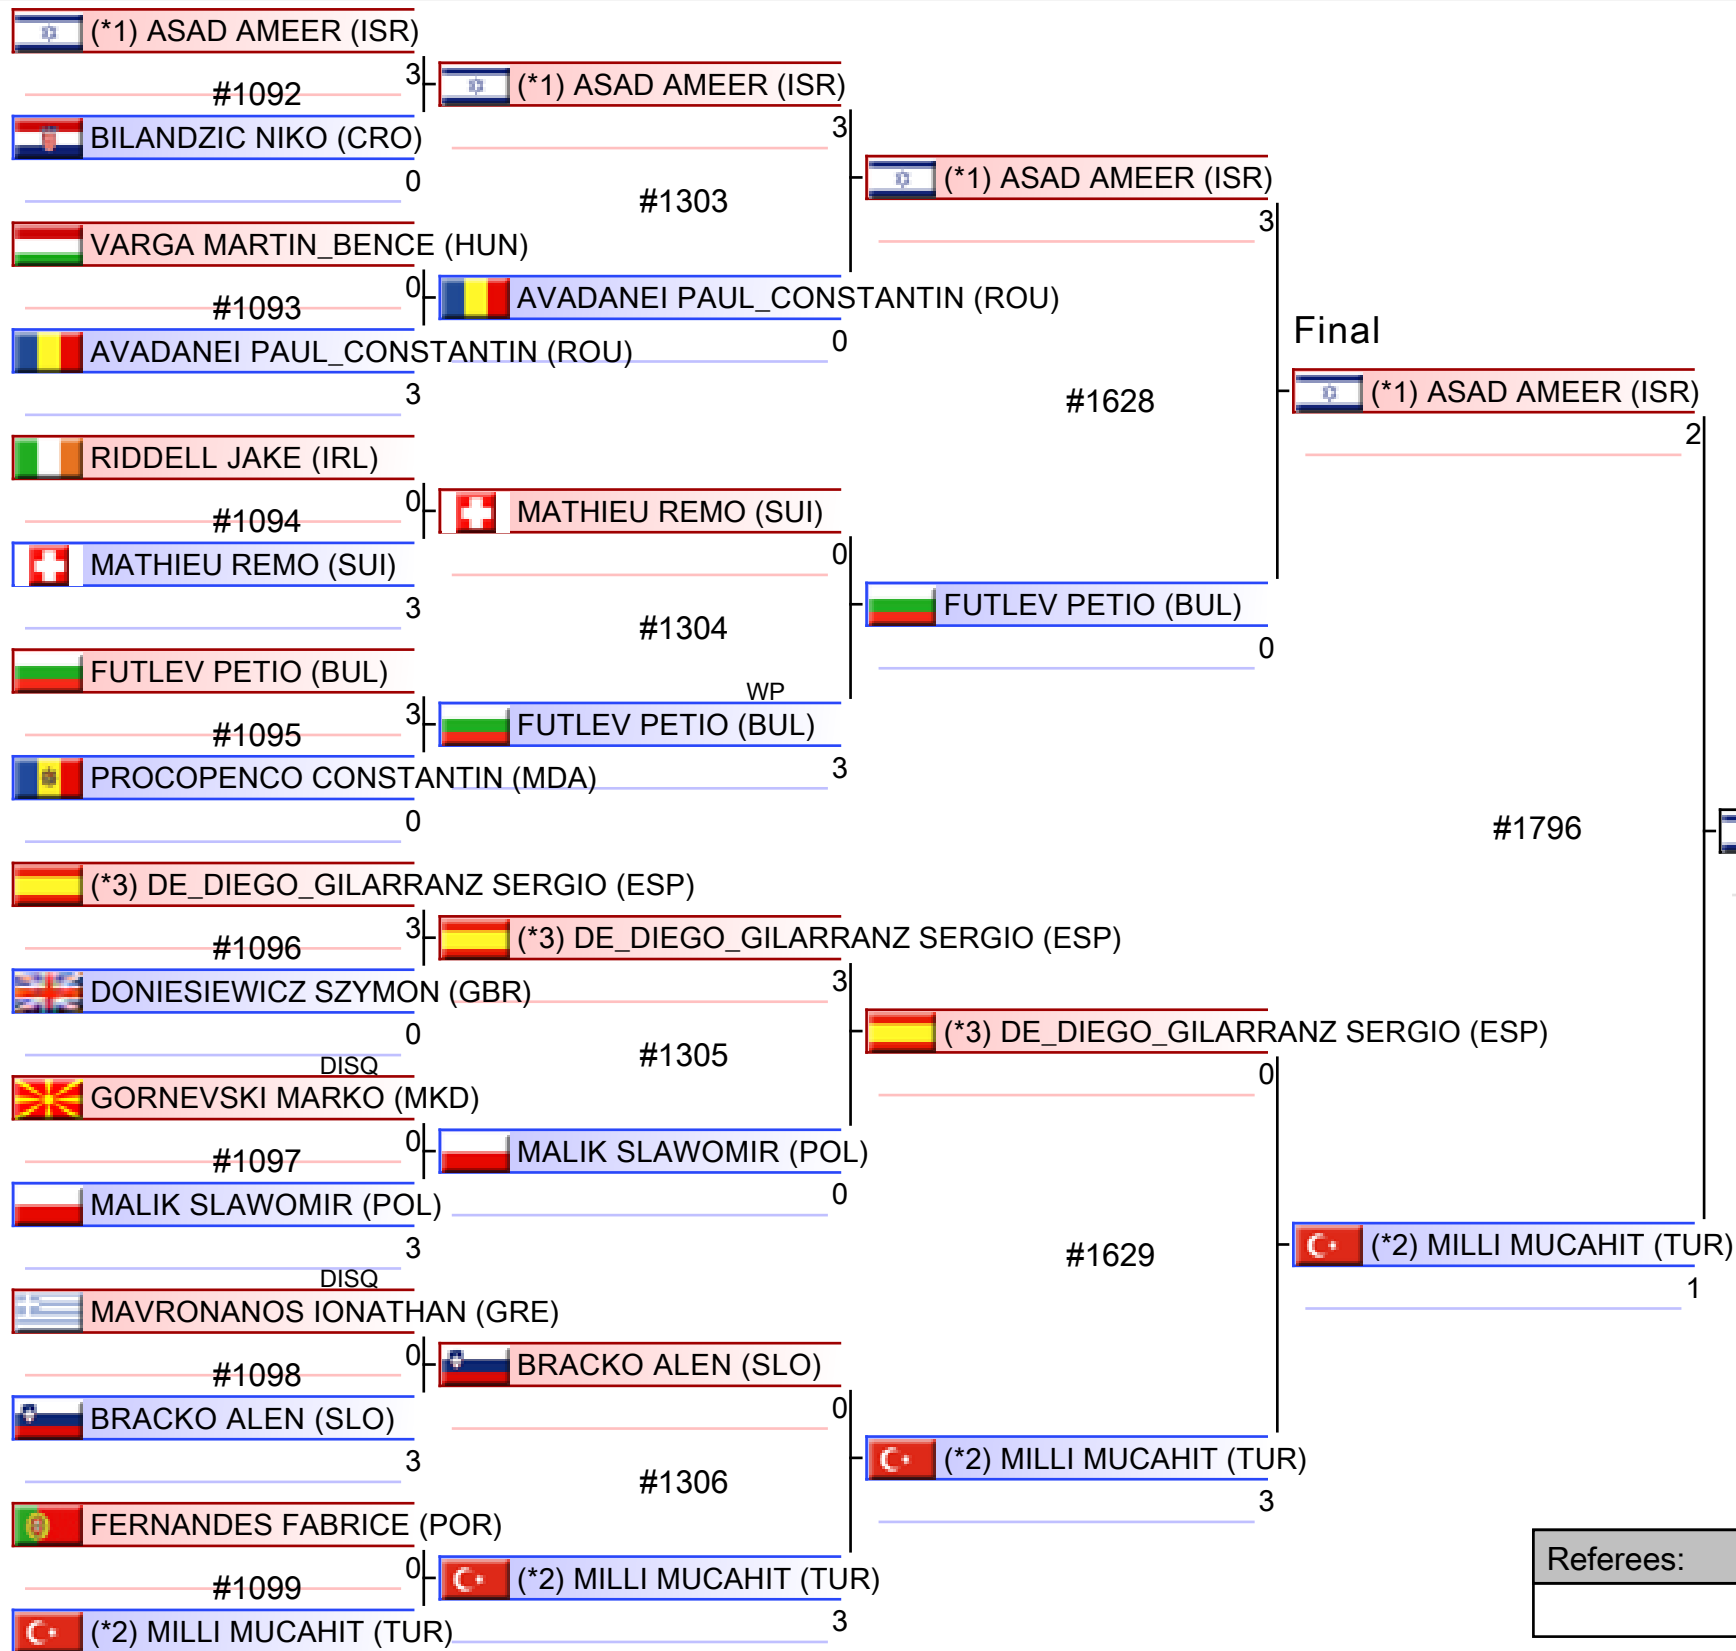 (*1) ASAD AMEER (ISR)
3
#1092
BILANDZIC NIKO (CRO)
0
VARGA MARTIN_BENCE (HUN)
0
#1093
AVADANEI PAUL_CONSTANTIN (ROU)
3
RIDDELL JAKE (IRL)
0
#1094
MATHIEU REMO (SUI)
3
FUTLEV PETIO (BUL)
3
#1095
PROCOPENCO CONSTANTIN (MDA)
0
(*3) DE_DIEGO_GILARRANZ SERGIO (ESP)
3
#1096
DONIESIEWICZ SZYMON (GBR)
0
DISQ
GORNEVSKI MARKO (MKD)
0
#1097
MALIK SLAWOMIR (POL)
3
DISQ
MAVRONANOS IONATHAN (GRE)
0
#1098
BRACKO ALEN (SLO)
3
FERNANDES FABRICE (POR)
0
#1099
(*2) MILLI MUCAHIT (TUR)
(*1) ASAD AMEER (ISR)
3
#1303
AVADANEI PAUL_CONSTANTIN (ROU)
0
MATHIEU REMO (SUI)
0
#1304
WP
FUTLEV PETIO (BUL)
3
(*3) DE_DIEGO_GILARRANZ SERGIO (ESP)
3
#1305
MALIK SLAWOMIR (POL)
0
BRACKO ALEN (SLO)
0
#1306
(*2) MILLI MUCAHIT (TUR)
3
(*1) ASAD AMEER (ISR)
3
#1628
FUTLEV PETIO (BUL)
0
(*3) DE_DIEGO_GILARRANZ SERGIO (ESP)
0
#1629
(*2) MILLI MUCAHIT (TUR)
3
Final
(*1) ASAD AMEER (ISR)
2
#1796
(*2) MILLI MUCAHIT (TUR)
1
Referees: